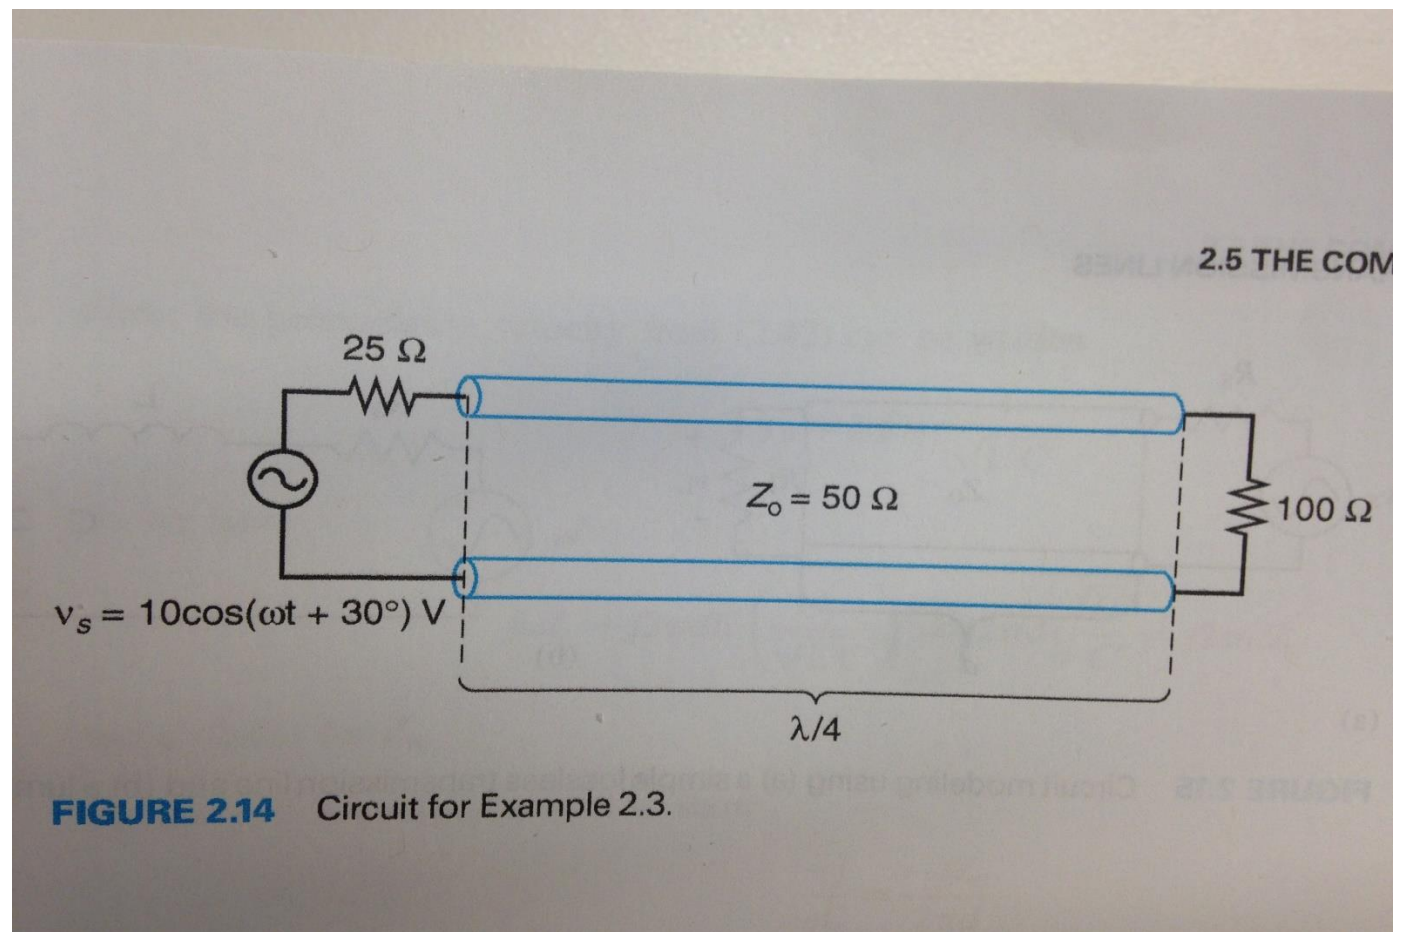 2.5 THE COM
25 Ω
Zₒ = 50 Ω
100 Ω
vₛ = 10cos(ωt + 30°) V
λ/4
FIGURE 2.14 Circuit for Example 2.3.